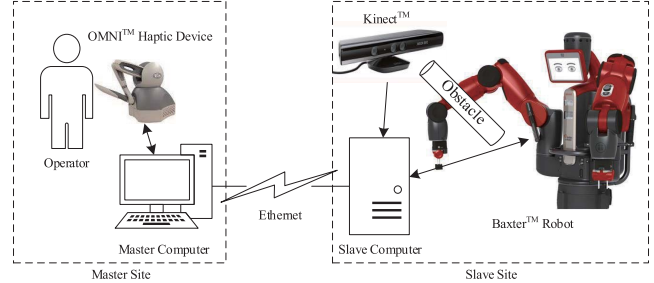 OMNI™ Haptic Device
Kinect™
Obstacle
Operator
Ethernet
Baxter™ Robot
Master Computer
Slave Computer
Master Site
Slave Site